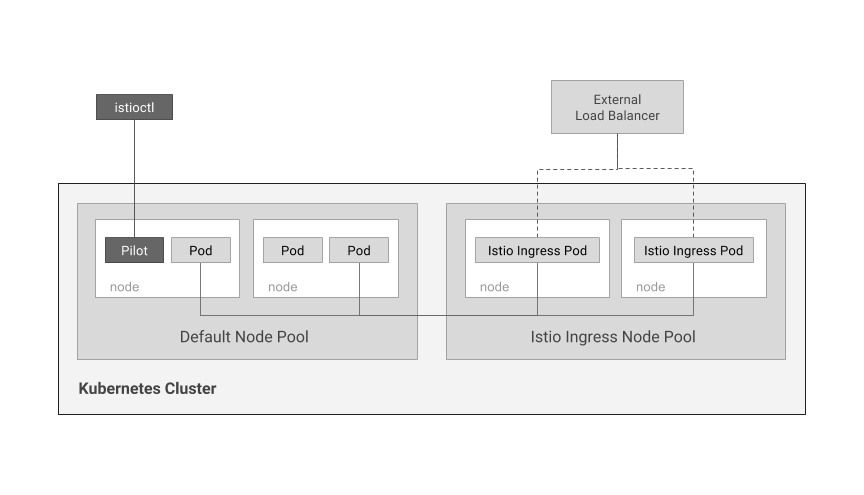 istioctl
External
Load Balancer
Pilot
Pod
Pod
Pod
Istio Ingress Pod
Istio Ingress Pod
node
node
node
node
Default Node Pool
Istio Ingress Node Pool
Kubernetes Cluster